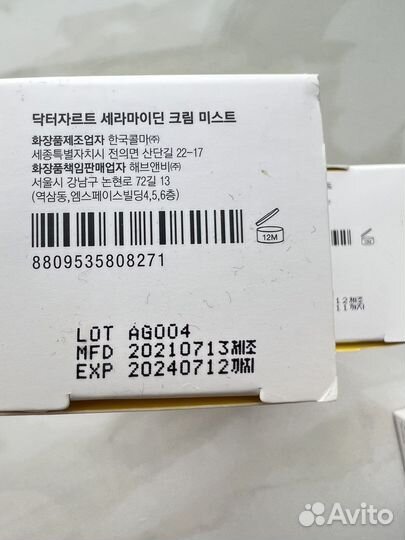 닥터자르트 세라마이딘 크림 미스트
화장품제조업자 한국콜마㈜
세종특별자치시 전의면 산단길 22-17
화장품책임판매업자 해브앤비㈜
서울시 강남구 논현로 72길 13
(역삼동,엠스페이스빌딩4,5,6층)
12M
8809535808271
LOT AG004
MFD 20210713제조
EXP 20240712까지
Avito